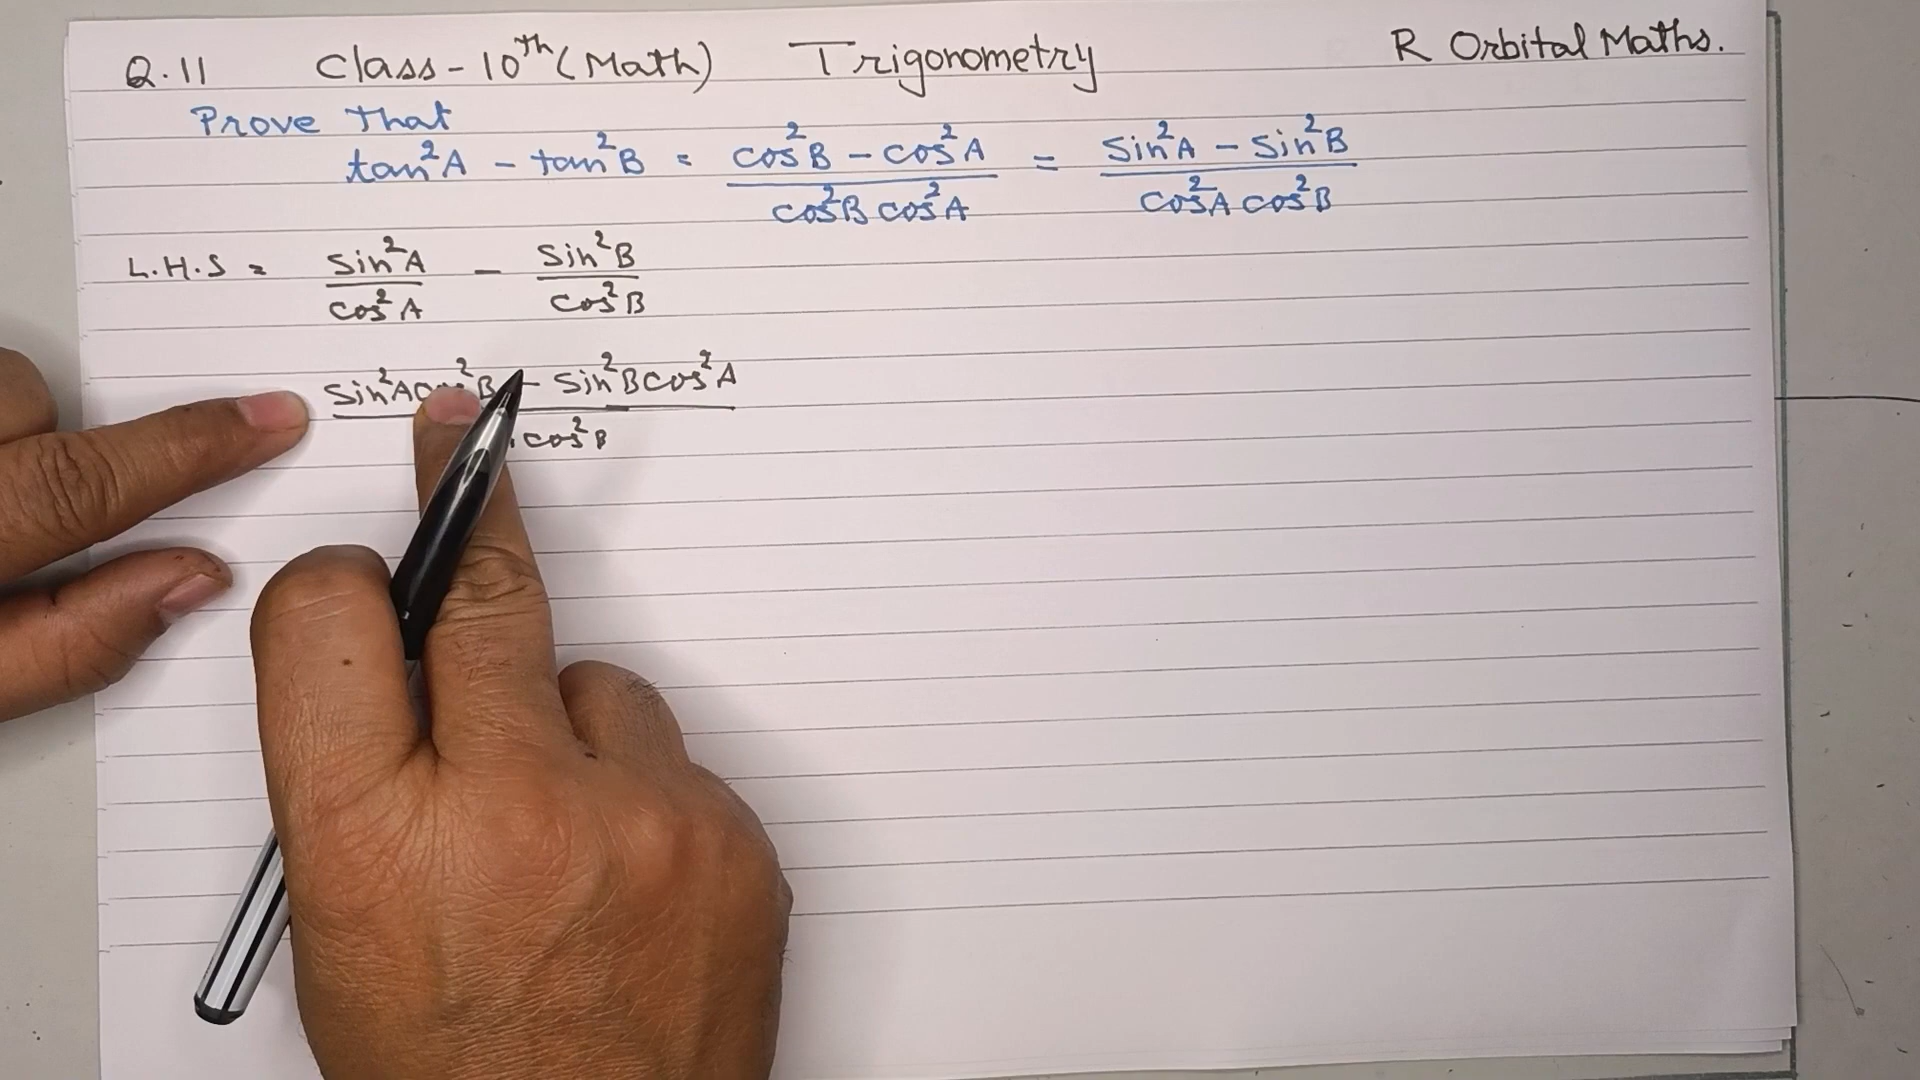 Q.11 Class-10th (Math) Trigonometry R Orbital Maths.
Prove That
tan²A - tan²B = (cos²B - cos²A)/(cos²B cos²A) = (Sin²A - Sin²B)/(cos²A cos²B)
L.H.S = Sin²A/cos²A - Sin²B/cos²B
Sin²A cos²B - Sin²B cos²A
cos²B